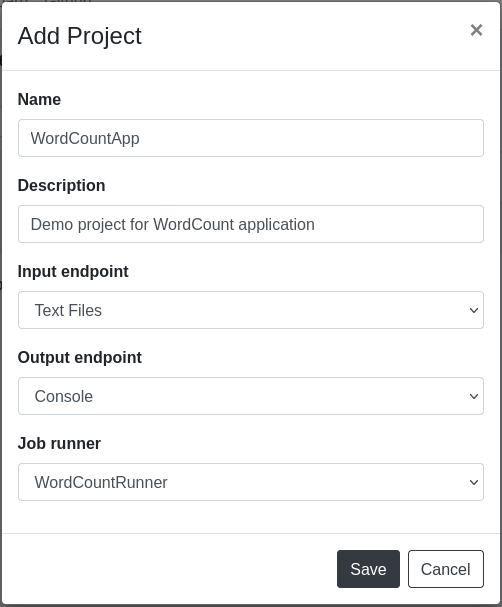 Add Project
×
Name
WordCountApp
Description
Demo project for WordCount application
Input endpoint
Text Files
Output endpoint
Console
Job runner
WordCountRunner
Save Cancel